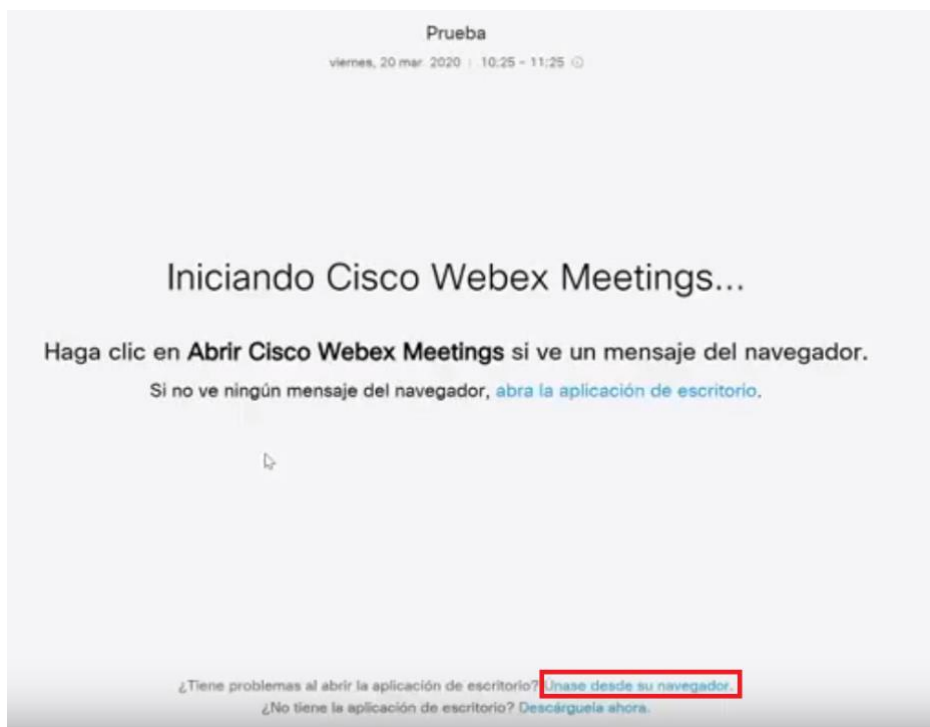 Prueba
viernes, 20 mar. 2020 | 10:25 - 11:25
Iniciando Cisco Webex Meetings...
Haga clic en Abrir Cisco Webex Meetings si ve un mensaje del navegador.
Si no ve ningún mensaje del navegador, abra la aplicación de escritorio.
¿Tiene problemas al abrir la aplicación de escritorio? Únase desde su navegador.
¿No tiene la aplicación de escritorio? Descárguela ahora.